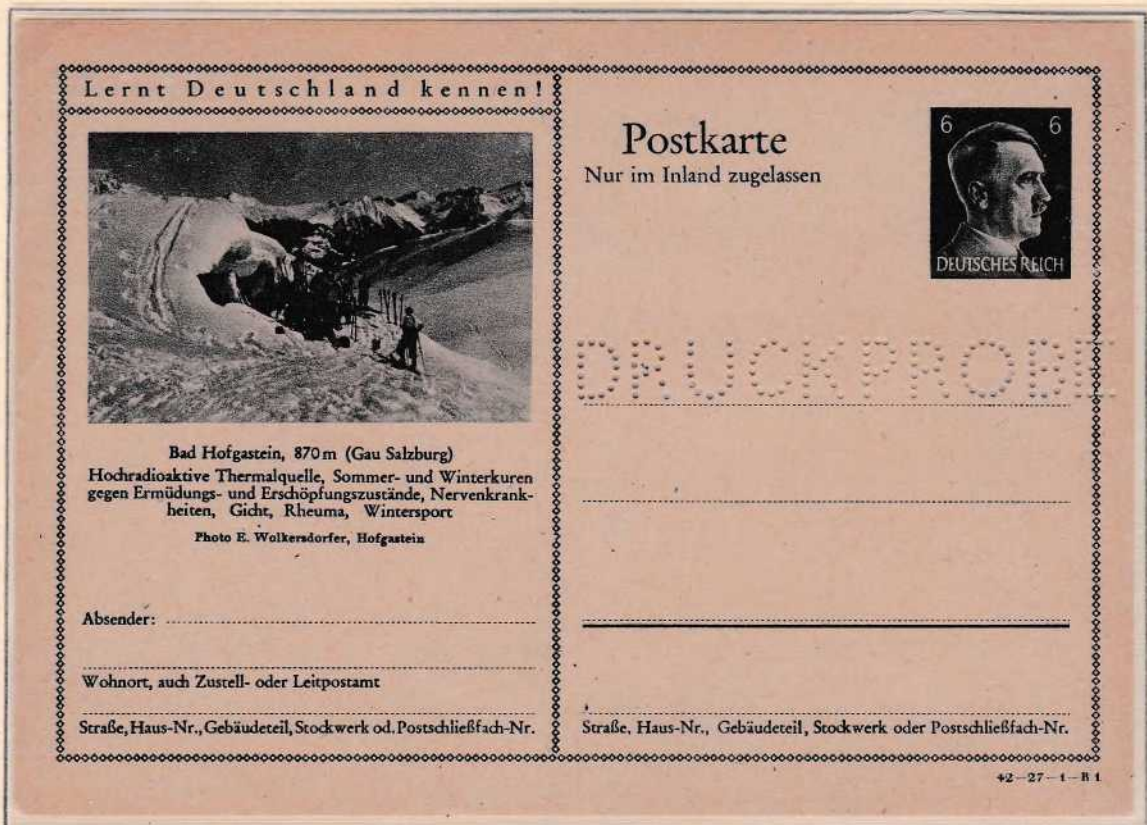 Lernt Deutschland kennen!
Bad Hofgastein, 870 m (Gau Salzburg)
Hochradioaktive Thermalquelle, Sommer- und Winterkuren
gegen Ermüdungs- und Erschöpfungszustände, Nervenkrank-
heiten, Gicht, Rheuma, Wintersport
Photo E. Wolkersdorfer, Hofgastein
Absender:
Wohnort, auch Zustell- oder Leitpostamt
Straße, Haus-Nr., Gebäudeteil, Stockwerk od. Postschließfach-Nr.
Postkarte
Nur im Inland zugelassen
6 6
DEUTSCHES REICH
DRUCKPROBE
Straße, Haus-Nr., Gebäudeteil, Stockwerk oder Postschließfach-Nr.
42-27-1-B 1